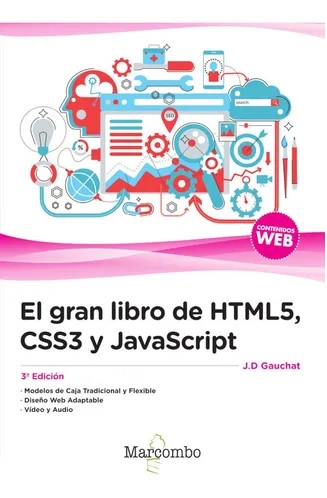 search
SEO
CONTENIDOS
WEB
El gran libro de HTML5,
CSS3 y JavaScript
J.D Gauchat
3ª Edición
· Modelos de Caja Tradicional y Flexible
· Diseño Web Adaptable
· Vídeo y Audio
Marcombo